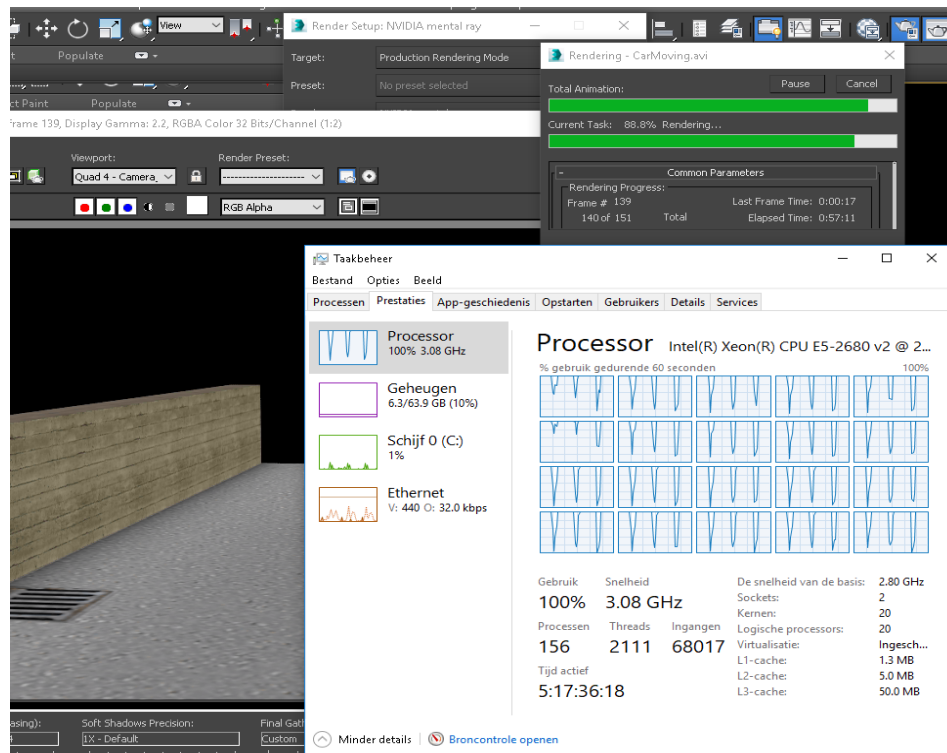 View
Render Setup: NVIDIA mental ray
Populate
Target:
Production Rendering Mode
Preset:
No preset selected
Rendering - CarMoving.avi
Total Animation:
Pause
Cancel
Current Task: 88.8% Rendering...
Common Parameters
Rendering Progress:
Frame # 139
Last Frame Time: 0:00:17
140 of 151
Total
Elapsed Time: 0:57:11
ct Paint
Populate
frame 139, Display Gamma: 2.2, RGBA Color 32 Bits/Channel (1:2)
Viewport:
Render Preset:
Quad 4 - Camera_
--------------------
RGB Alpha
Taakbeheer
Bestand Opties Beeld
Processen Prestaties App-geschiedenis Opstarten Gebruikers Details Services
Processor
100% 3.08 GHz
Geheugen
6.3/63.9 GB (10%)
Schijf 0 (C:)
1%
Ethernet
V: 440 O: 32.0 kbps
Processor Intel(R) Xeon(R) CPU E5-2680 v2 @ 2...
% gebruik gedurende 60 seconden 100%
Gebruik Snelheid
100% 3.08 GHz
Processen Threads Ingangen
156 2111 68017
Tijd actief
5:17:36:18
De snelheid van de basis: 2.80 GHz
Sockets: 2
Kernen: 20
Logische processors: 20
Virtualisatie: Ingesch...
L1-cache: 1.3 MB
L2-cache: 5.0 MB
L3-cache: 50.0 MB
Minder details
Broncontrole openen
asing):
Soft Shadows Precision:
Final Gath
1X - Default
Custom